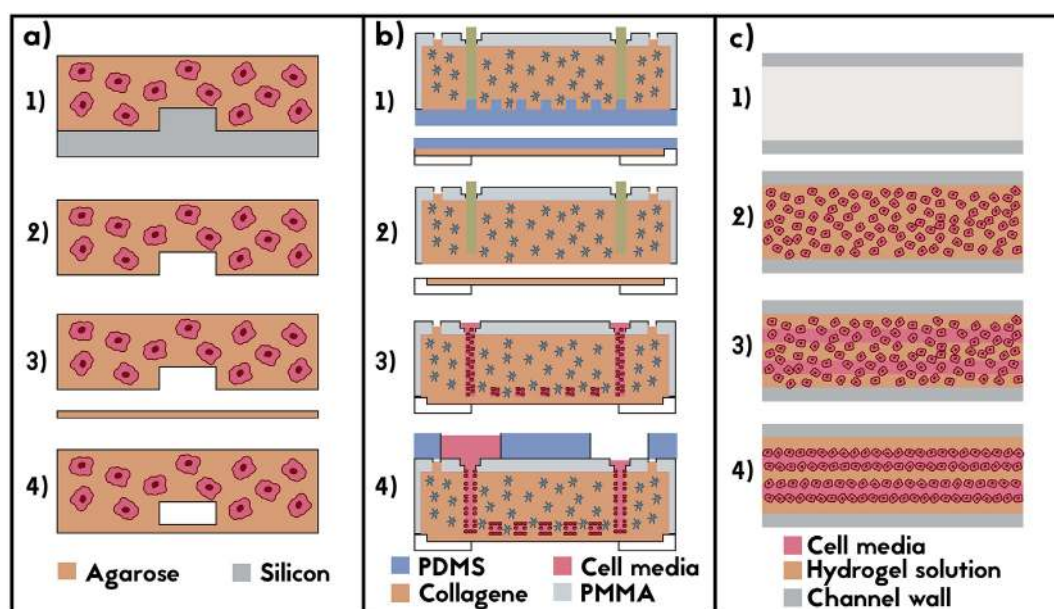 a)
1)
2)
3)
4)
Agarose Silicon
b)
1)
2)
3)
4)
PDMS Cell media
Collagene PMMA
c)
1)
2)
3)
4)
Cell media
Hydrogel solution
Channel wall